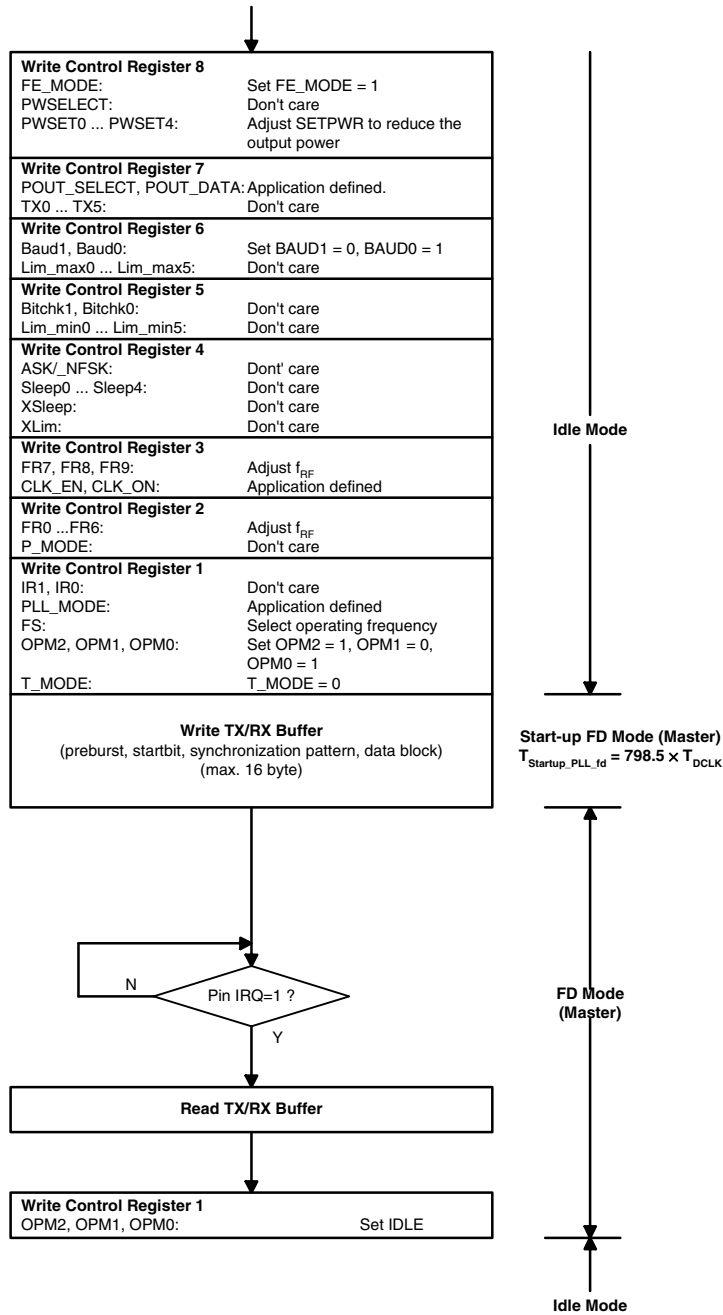 Write Control Register 8
FE_MODE: Set FE_MODE = 1
PWSELECT: Don't care
PWSET0 ... PWSET4: Adjust SETPWR to reduce the
output power
Write Control Register 7
POUT_SELECT, POUT_DATA: Application defined.
TX0 ... TX5: Don't care
Write Control Register 6
Baud1, Baud0: Set BAUD1 = 0, BAUD0 = 1
Lim_max0 ... Lim_max5: Don't care
Write Control Register 5
Bitchk1, Bitchk0: Don't care
Lim_min0 ... Lim_min5: Don't care
Write Control Register 4
ASK/_NFSK: Dont' care
Sleep0 ... Sleep4: Don't care
XSleep: Don't care
XLim: Don't care
Idle Mode
Write Control Register 3
FR7, FR8, FR9: Adjust fRF
CLK_EN, CLK_ON: Application defined
Write Control Register 2
FR0 ...FR6: Adjust fRF
P_MODE: Don't care
Write Control Register 1
IR1, IR0: Don't care
PLL_MODE: Application defined
FS: Select operating frequency
OPM2, OPM1, OPM0: Set OPM2 = 1, OPM1 = 0,
OPM0 = 1
T_MODE: T_MODE = 0
Write TX/RX Buffer
(preburst, startbit, synchronization pattern, data block)
(max. 16 byte)
Start-up FD Mode (Master)
TStartup_PLL_fd = 798.5 × TDCLK
N
Pin IRQ=1 ?
Y
FD Mode
(Master)
Read TX/RX Buffer
Write Control Register 1
OPM2, OPM1, OPM0: Set IDLE
Idle Mode